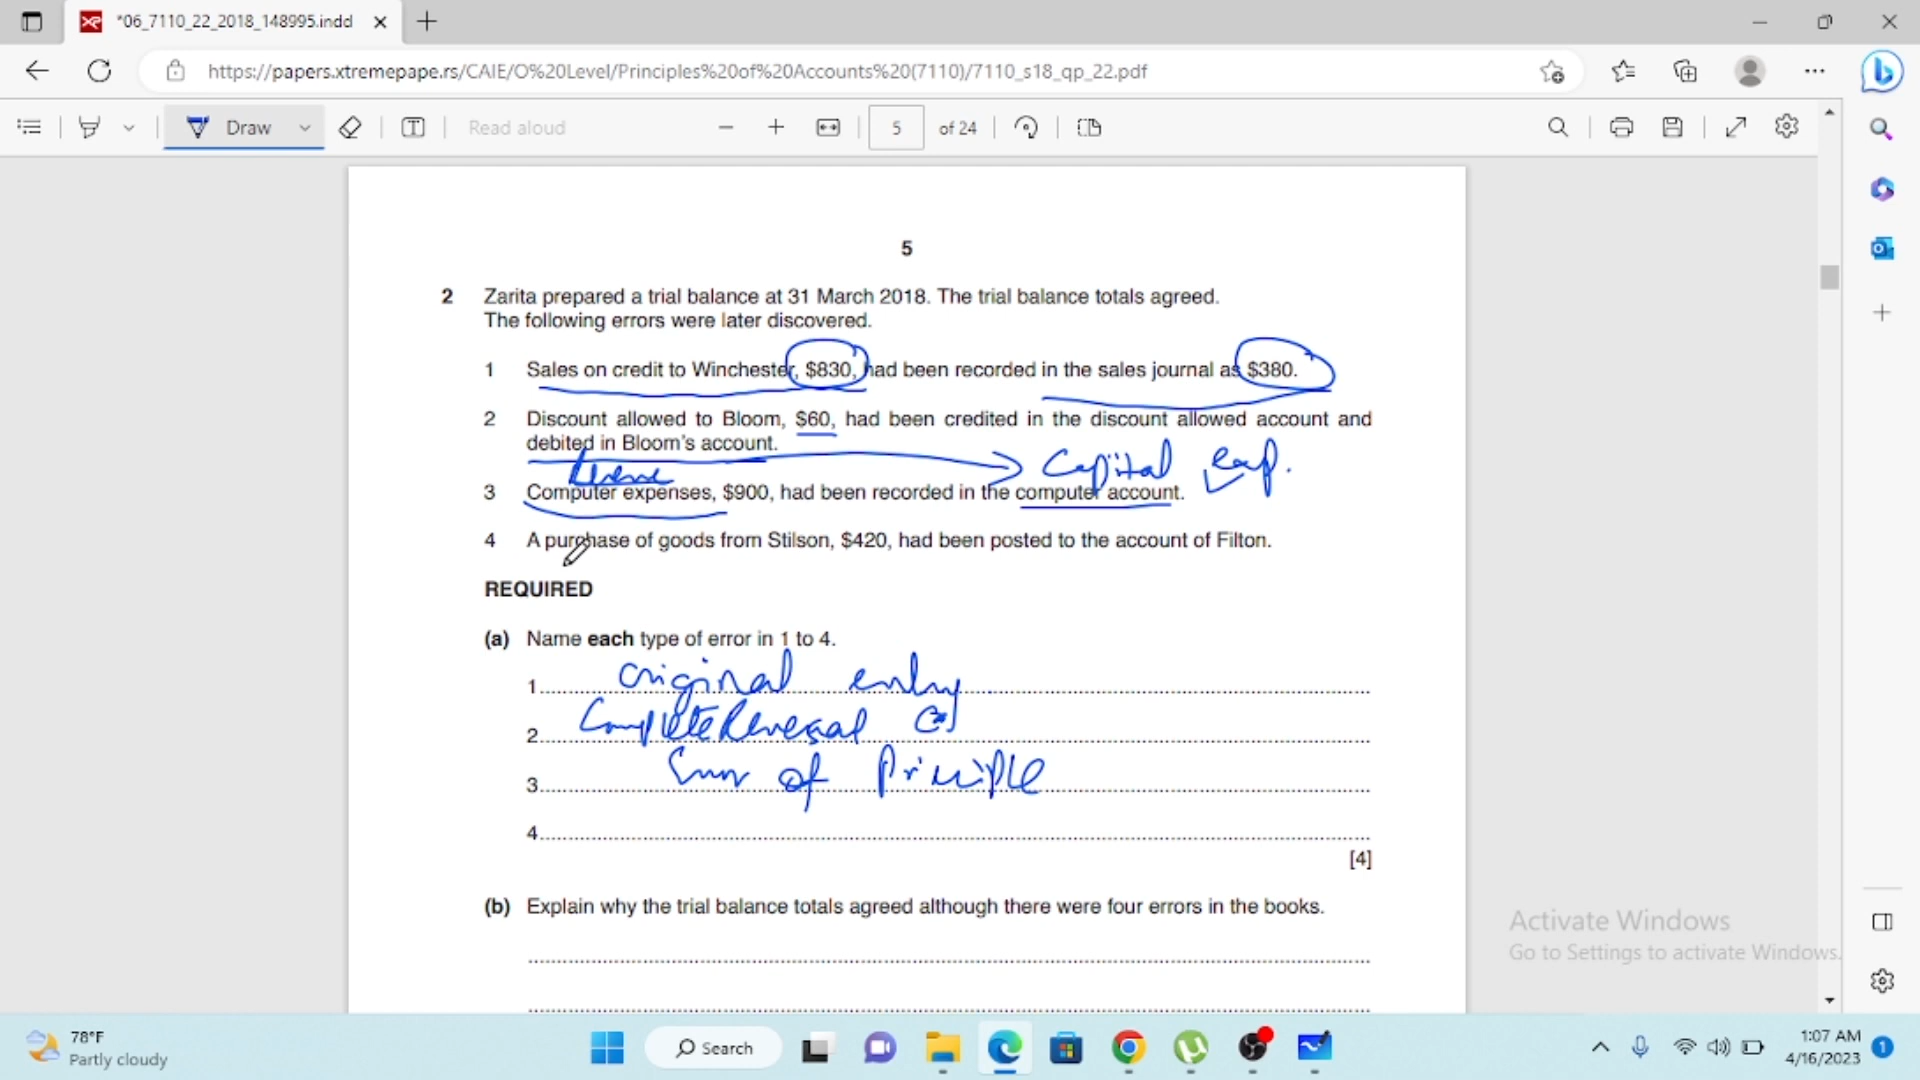 *06_7110_22_2018_148995.indd
https://papers.xtremepape.rs/CAIE/O%20Level/Principles%20of%20Accounts%20(7110)/7110_s18_qp_22.pdf
Draw
Read aloud
5 of 24
5
2 Zarita prepared a trial balance at 31 March 2018. The trial balance totals agreed.
The following errors were later discovered.
1 Sales on credit to Winchester, $830, had been recorded in the sales journal as $380.
2 Discount allowed to Bloom, $60, had been credited in the discount allowed account and
debited in Bloom's account.
Capital exp.
3 Computer expenses, $900, had been recorded in the computer account.
4 A purchase of goods from Stilson, $420, had been posted to the account of Filton.
REQUIRED
(a) Name each type of error in 1 to 4.
1 original entry
2 Complete Reversal
3 Error of Principle
4
[4]
(b) Explain why the trial balance totals agreed although there were four errors in the books.
Activate Windows
Go to Settings to activate Windows.
78°F
Partly cloudy
Search
1:07 AM
4/16/2023
1